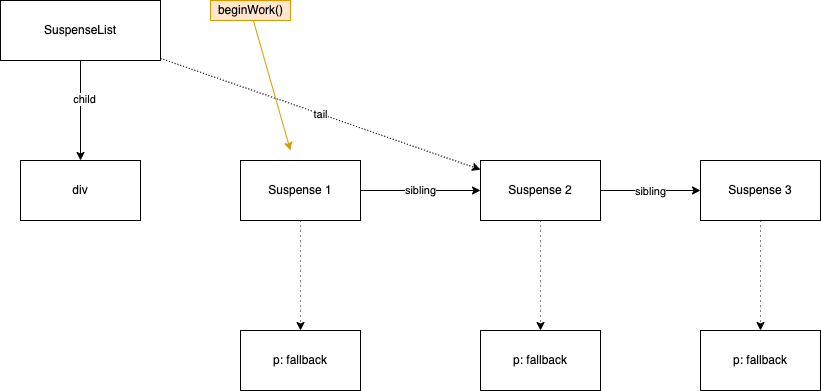 beginWork()
SuspenseList
child
tail
div
Suspense 1
sibling
Suspense 2
sibling
Suspense 3
p: fallback
p: fallback
p: fallback